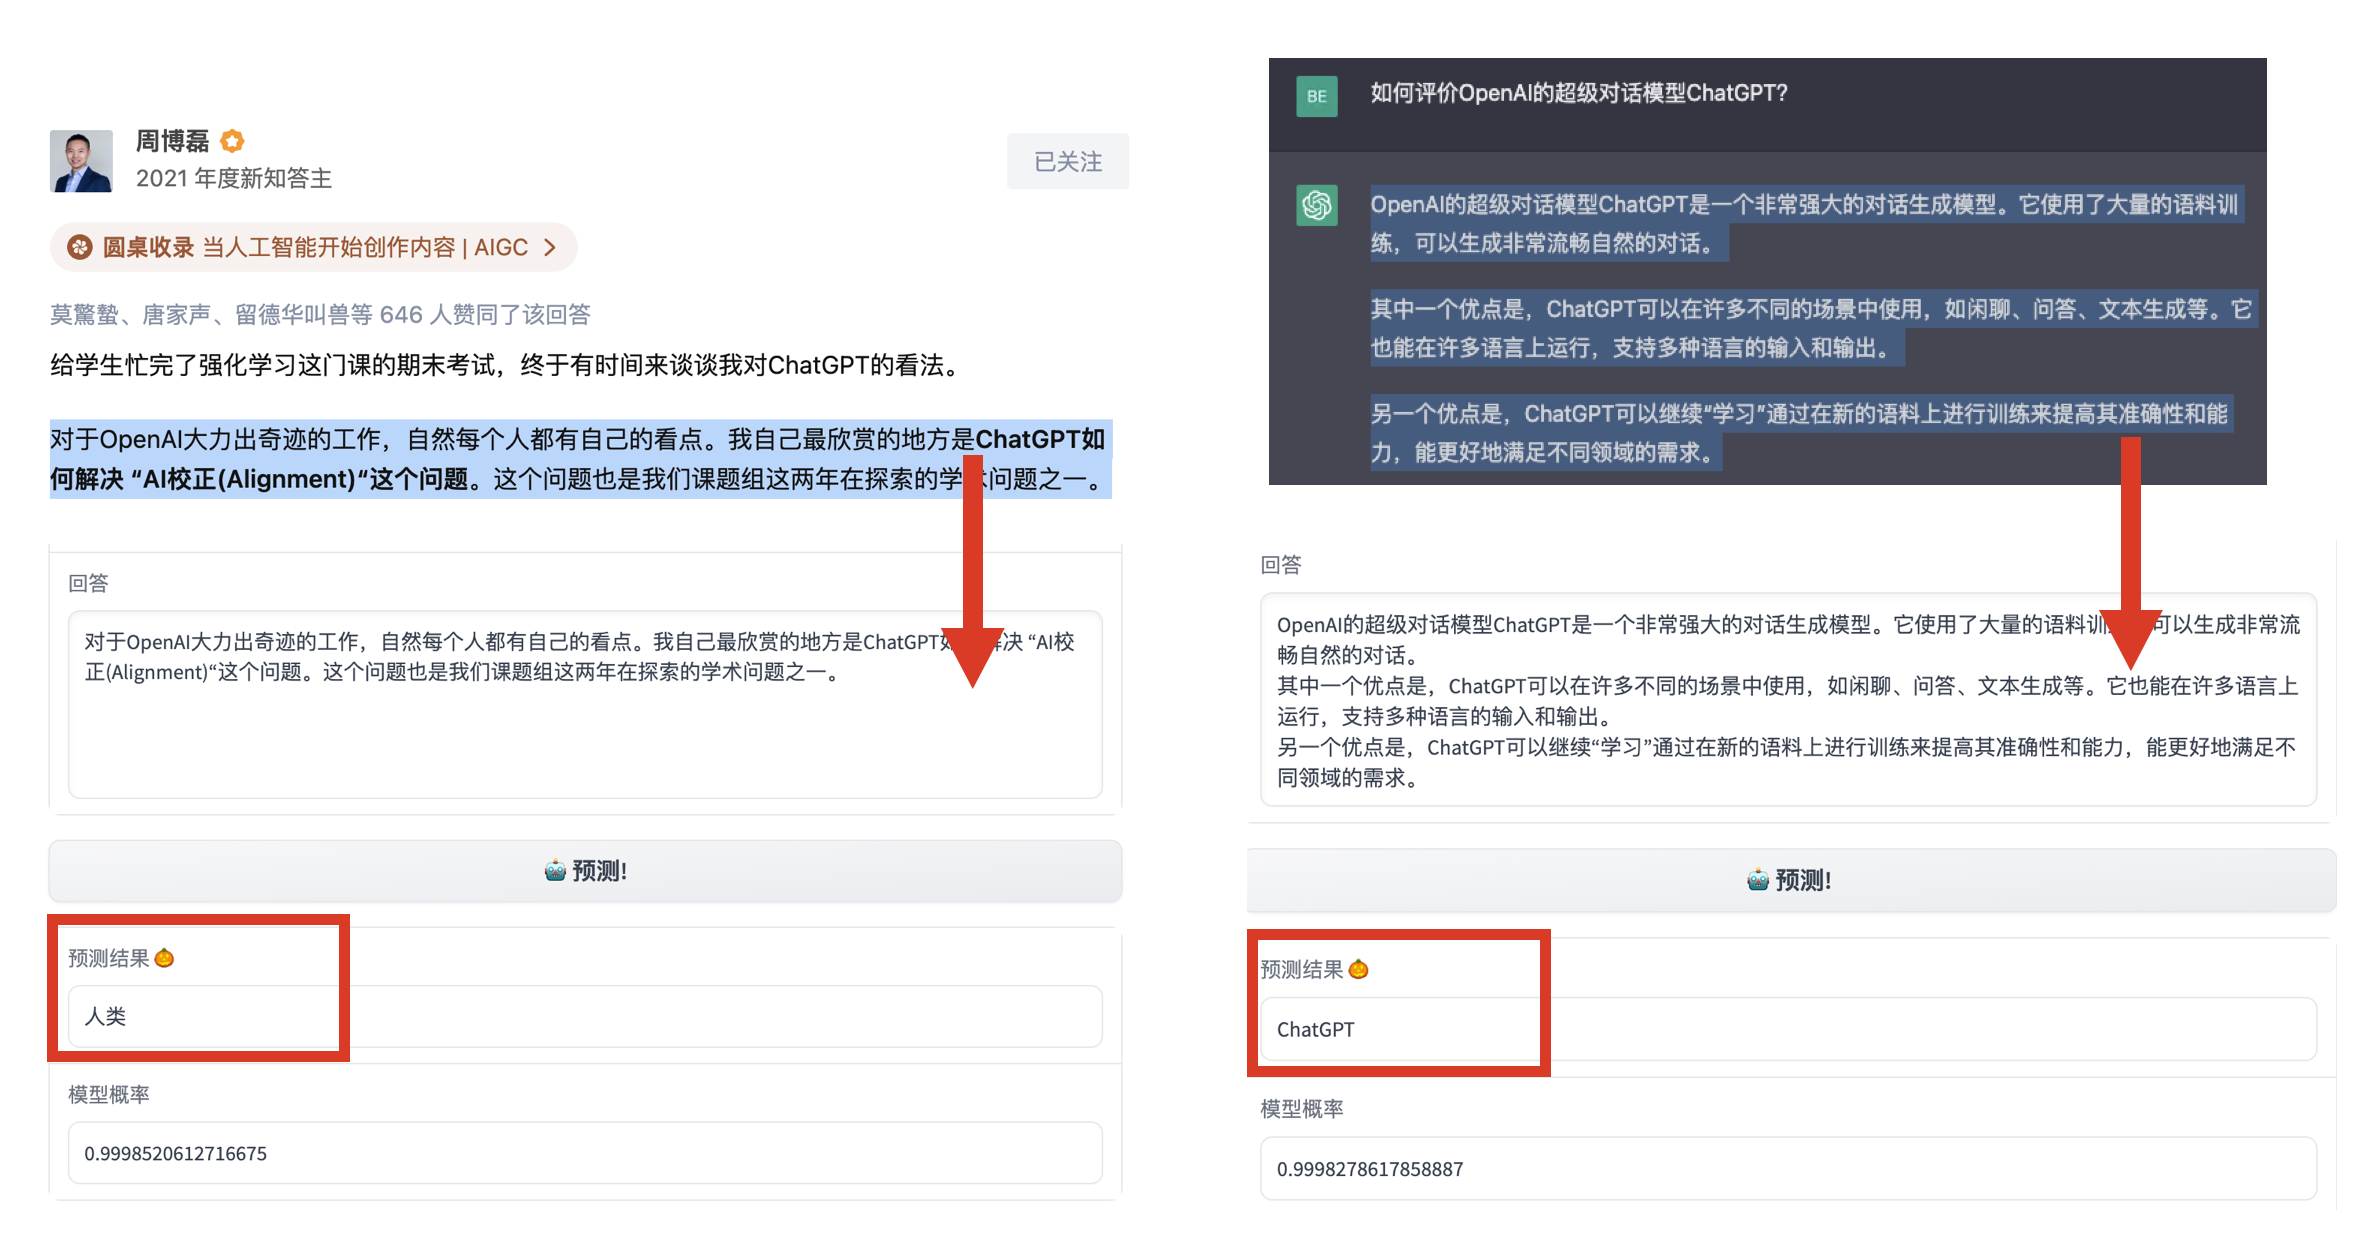 周博磊
2021 年度新知答主
已关注
圆桌收录 当人工智能开始创作内容 | AIGC
莫驚蟄、唐家声、留德华叫兽等 646 人赞同了该回答
给学生忙完了强化学习这门课的期末考试，终于有时间来谈谈我对ChatGPT的看法。
对于OpenAI大力出奇迹的工作，自然每个人都有自己的看点。我自己最欣赏的地方是ChatGPT如
何解决 “AI校正(Alignment)“这个问题。这个问题也是我们课题组这两年在探索的学术问题之一。
回答
对于OpenAI大力出奇迹的工作，自然每个人都有自己的看点。我自己最欣赏的地方是ChatGPT如解决 “AI校
正(Alignment)“这个问题。这个问题也是我们课题组这两年在探索的学术问题之一。
预测!
预测结果
人类
模型概率
0.9998520612716675
BE
如何评价OpenAI的超级对话模型ChatGPT?
OpenAI的超级对话模型ChatGPT是一个非常强大的对话生成模型。它使用了大量的语料训
练，可以生成非常流畅自然的对话。
其中一个优点是，ChatGPT可以在许多不同的场景中使用，如闲聊、问答、文本生成等。它
也能在许多语言上运行，支持多种语言的输入和输出。
另一个优点是，ChatGPT可以继续“学习”通过在新的语料上进行训练来提高其准确性和能
力，能更好地满足不同领域的需求。
回答
OpenAI的超级对话模型ChatGPT是一个非常强大的对话生成模型。它使用了大量的语料训可以生成非常流
畅自然的对话。
其中一个优点是，ChatGPT可以在许多不同的场景中使用，如闲聊、问答、文本生成等。它也能在许多语言上
运行，支持多种语言的输入和输出。
另一个优点是，ChatGPT可以继续“学习”通过在新的语料上进行训练来提高其准确性和能力，能更好地满足不
同领域的需求。
预测!
预测结果
ChatGPT
模型概率
0.9998278617858887